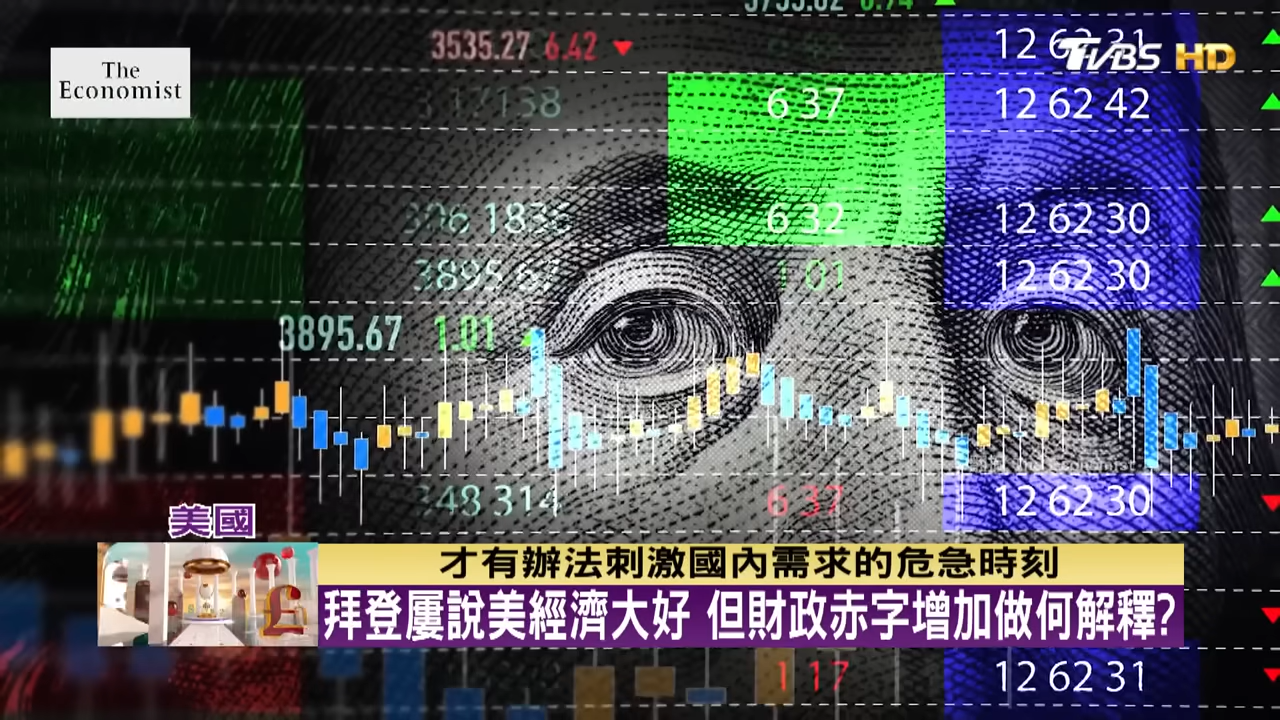 3535.27 6.42
12 62 31
TVBS HD
The
Economist
6 37
12 62 42
6 32
12 62 30
1 01
12 62 30
3895.67 1.01
48 314
6 37
12 62 30
美國
才有辦法刺激國內需求的危急時刻
拜登屢說美經濟大好 但財政赤字增加做何解釋?
1 17
12 62 31